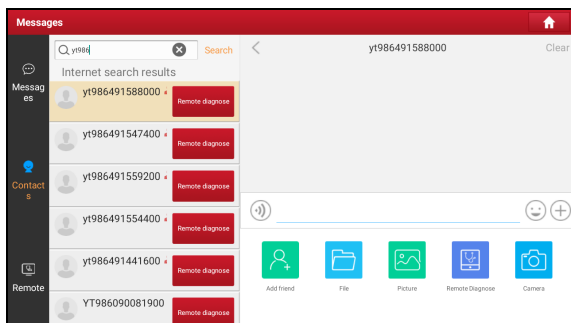 Messages
yt986
Search
Internet search results
Messag
es
Contact
s
Remote
yt986491588000
Remote diagnose
yt986491547400
Remote diagnose
yt986491559200
Remote diagnose
yt986491554400
Remote diagnose
yt986491441600
Remote diagnose
YT986090081900
Remote diagnose
yt986491588000
Clear
Add friend
File
Picture
Remote Diagnose
Camera